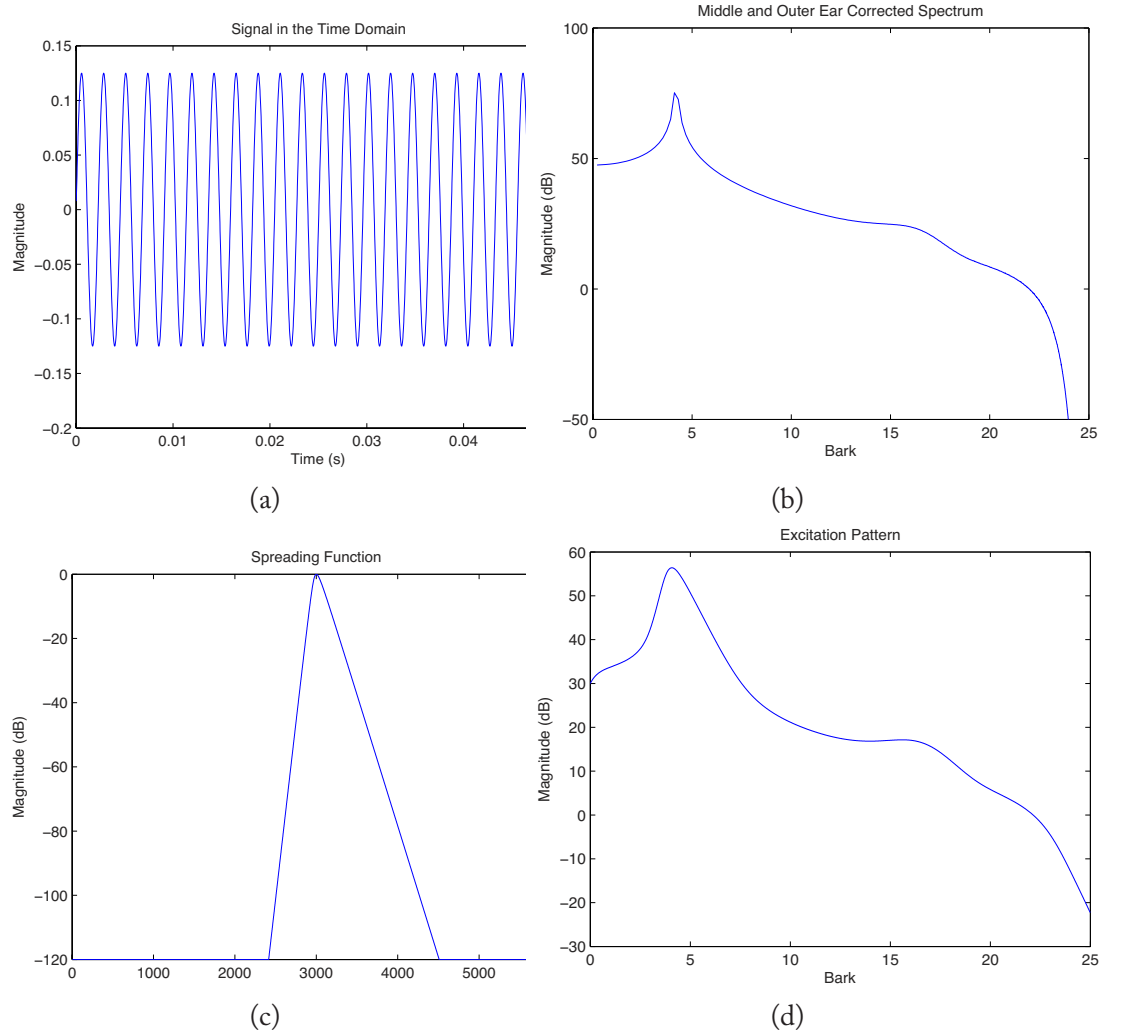 Signal in the Time Domain
0.15
0.1
0.05
0
−0.05
−0.1
−0.15
−0.2
Magnitude
0 0.01 0.02 0.03 0.04
Time (s)
(a)
Middle and Outer Ear Corrected Spectrum
100
50
0
−50
Magnitude (dB)
0 5 10 15 20 25
Bark
(b)
Spreading Function
0
−20
−40
−60
−80
−100
−120
Magnitude (dB)
0 1000 2000 3000 4000 5000
(c)
Excitation Pattern
60
50
40
30
20
10
0
−10
−20
−30
Magnitude (dB)
0 5 10 15 20 25
Bark
(d)